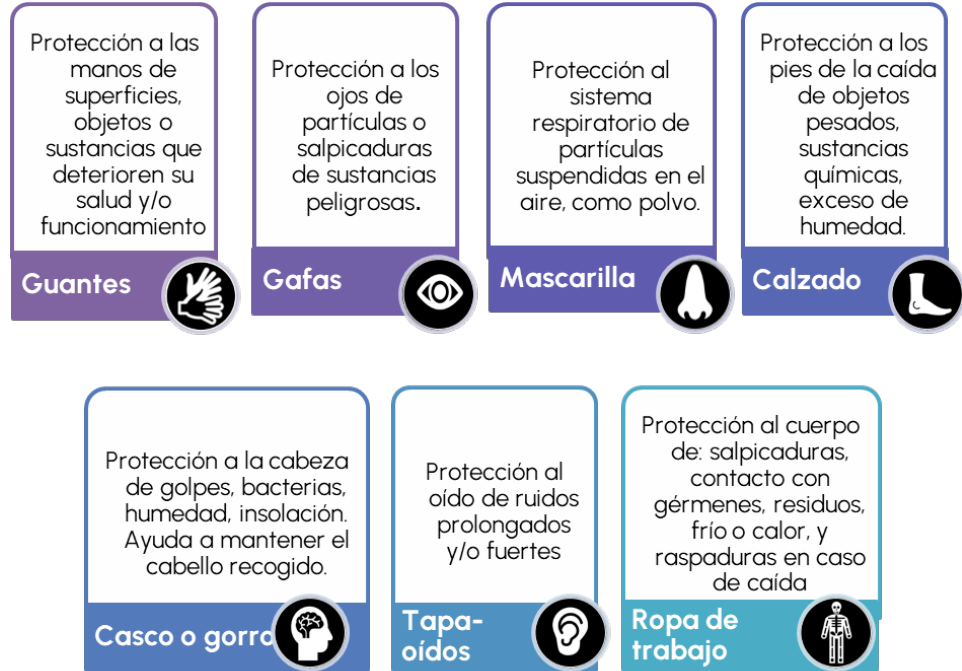 Protección a las
manos de
superficies,
objetos o
sustancias que
deterioren su
salud y/o
funcionamiento
Guantes
Protección a los
ojos de
partículas o
salpicaduras
de sustancias
peligrosas.
Gafas
Protección al
sistema
respiratorio de
partículas
suspendidas en el
aire, como polvo.
Mascarilla
Protección a los
pies de la caída
de objetos
pesados,
sustancias
químicas,
exceso de
humedad.
Calzado
Protección a la cabeza
de golpes, bacterias,
humedad, insolación.
Ayuda a mantener el
cabello recogido.
Casco o gorro
Protección al
oído de ruidos
prolongados
y/o fuertes
Tapa-
oídos
Protección al cuerpo
de: salpicaduras,
contacto con
gérmenes, residuos,
frío o calor, y
raspaduras en caso
de caída
Ropa de
trabajo